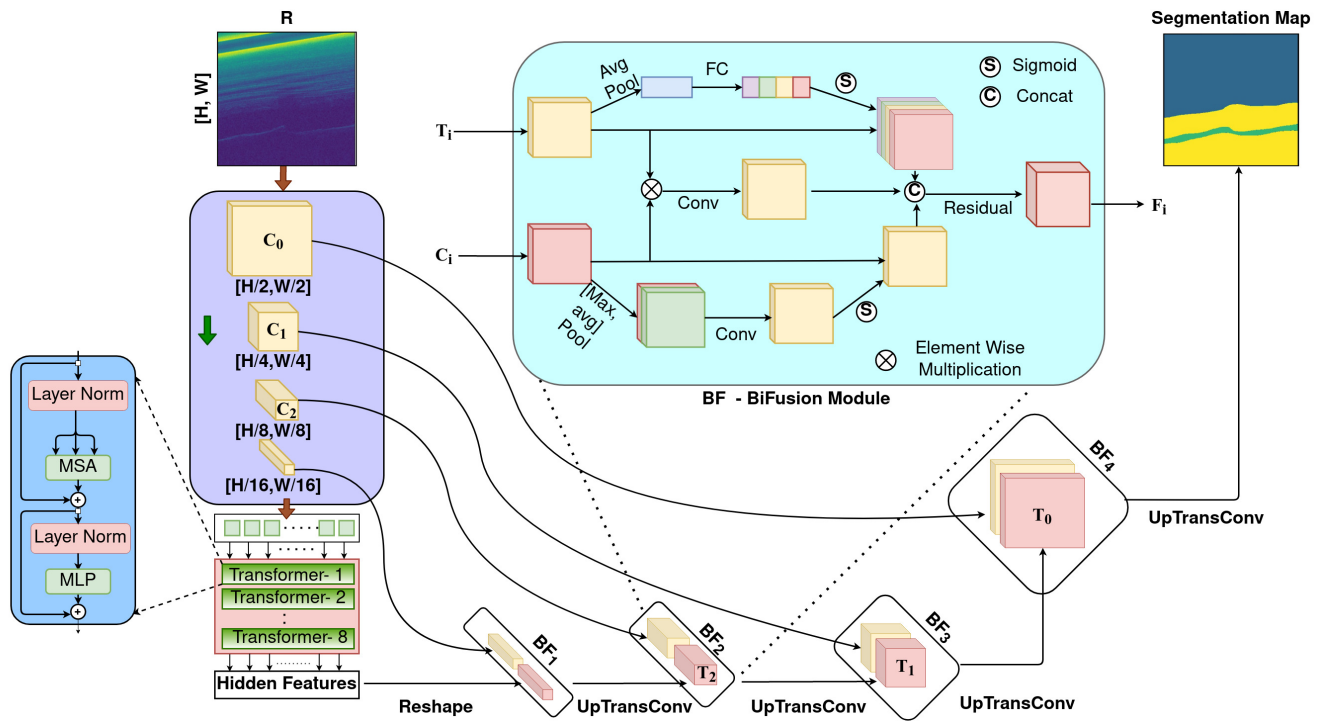 R
[H, W]
C0
[H/2,W/2]
C1
[H/4,W/4]
C2
[H/8,W/8]
[H/16,W/16]
Layer Norm
MSA
+
Layer Norm
MLP
+
Transformer- 1
Transformer- 2
Transformer- 8
Hidden Features
Reshape
BF1
UpTransConv
BF2
T2
UpTransConv
BF3
T1
UpTransConv
BF4
T0
UpTransConv
Segmentation Map
Ti
Avg
Pool
FC
S
S Sigmoid
C Concat
Conv
C
Residual
Fi
Ci
[Max,
avg]
Pool
Conv
S
Element Wise
Multiplication
BF - BiFusion Module